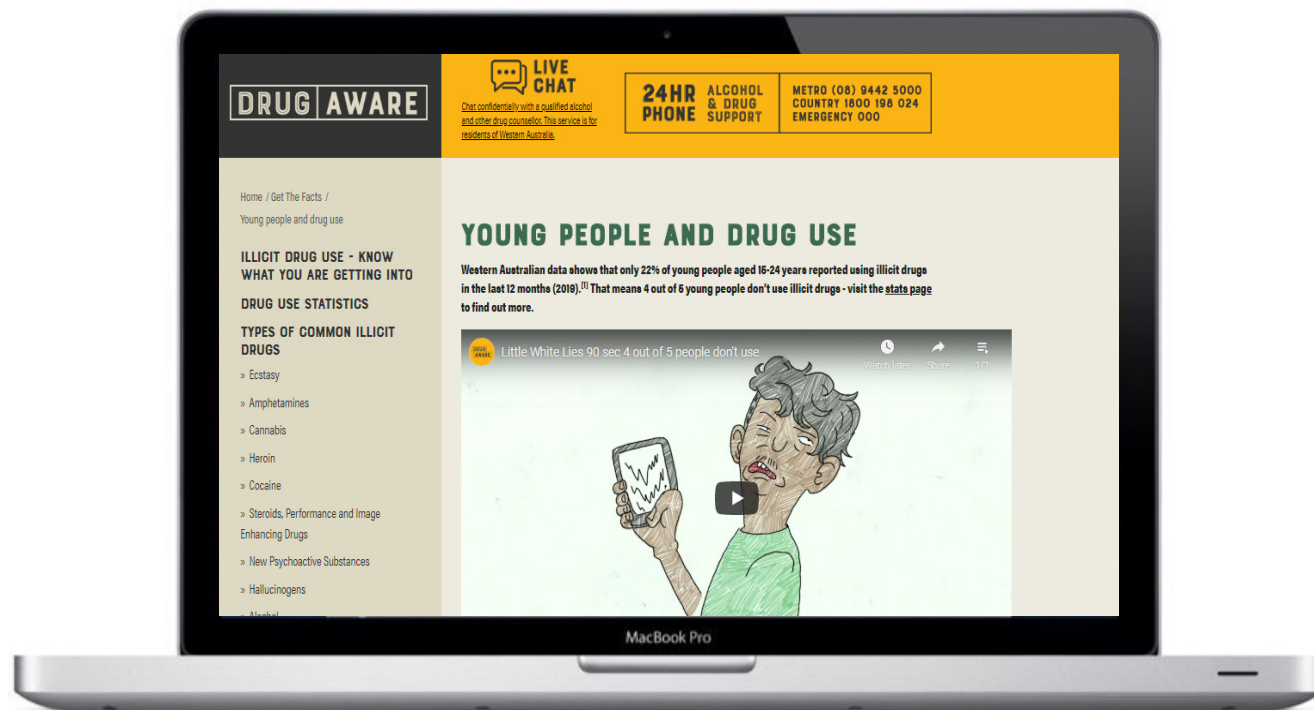 DRUG AWARE
LIVE
CHAT
Chat confidentially with a qualified alcohol
and other drug counsellor. This service is for
residents of Western Australia.
24HR
PHONE
ALCOHOL
& DRUG
SUPPORT
METRO (08) 9442 5000
COUNTRY 1800 198 024
EMERGENCY 000
Home / Get The Facts /
Young people and drug use
ILLICIT DRUG USE - KNOW
WHAT YOU ARE GETTING INTO
DRUG USE STATISTICS
TYPES OF COMMON ILLICIT
DRUGS
» Ecstasy
» Amphetamines
» Cannabis
» Heroin
» Cocaine
» Steroids, Performance and Image
Enhancing Drugs
» New Psychoactive Substances
» Hallucinogens
» Alcohol
YOUNG PEOPLE AND DRUG USE
Western Australian data shows that only 22% of young people aged 16-24 years reported using illicit drugs
in the last 12 months (2019).[1] That means 4 out of 5 young people don't use illicit drugs - visit the stats page
to find out more.
DRUG
AWARE
Little White Lies 90 sec 4 out of 5 people don't use
Watch later
Share
1/1
MacBook Pro